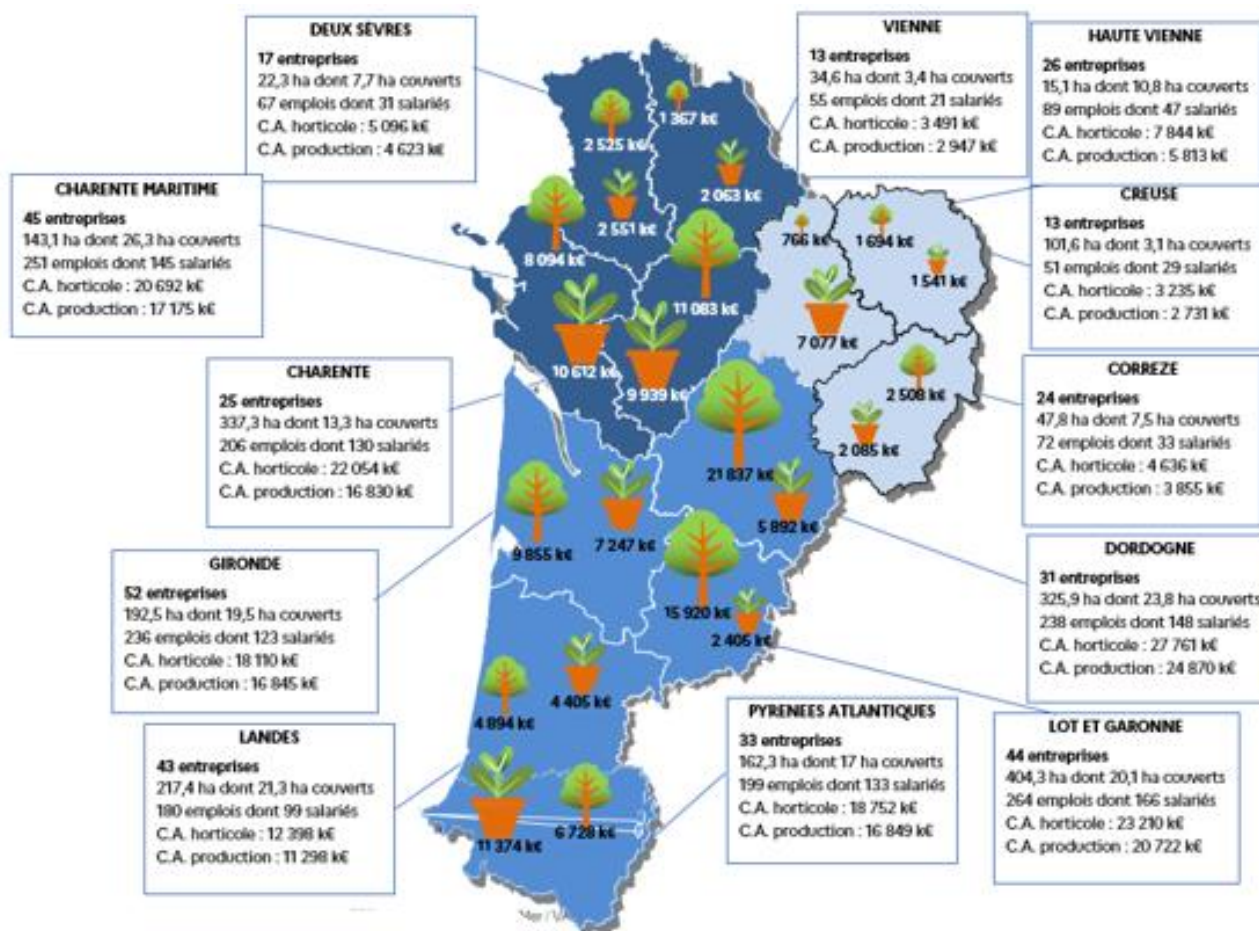 DEUX SÈVRES
17 entreprises
22,3 ha dont 7,7 ha couverts
67 emplois dont 31 salariés
C.A. horticole : 5 096 k€
C.A. production : 4 623 k€
VIENNE
13 entreprises
34,6 ha dont 3,4 ha couverts
55 emplois dont 21 salariés
C.A. horticole : 3 491 k€
C.A. production : 2 947 k€
HAUTE VIENNE
26 entreprises
15,1 ha dont 10,8 ha couverts
89 emplois dont 47 salariés
C.A. horticole : 7 844 k€
C.A. production : 5 813 k€
CHARENTE MARITIME
45 entreprises
143,1 ha dont 26,3 ha couverts
251 emplois dont 145 salariés
C.A. horticole : 20 692 k€
C.A. production : 17 175 k€
CREUSE
13 entreprises
101,6 ha dont 3,1 ha couverts
51 emplois dont 29 salariés
C.A. horticole : 3 235 k€
C.A. production : 2 731 k€
CHARENTE
25 entreprises
337,3 ha dont 13,3 ha couverts
206 emplois dont 130 salariés
C.A. horticole : 22 054 k€
C.A. production : 16 830 k€
CORREZE
24 entreprises
47,8 ha dont 7,5 ha couverts
72 emplois dont 33 salariés
C.A. horticole : 4 636 k€
C.A. production : 3 855 k€
GIRONDE
52 entreprises
192,5 ha dont 19,5 ha couverts
236 emplois dont 123 salariés
C.A. horticole : 18 110 k€
C.A. production : 16 845 k€
DORDOGNE
31 entreprises
325,9 ha dont 23,8 ha couverts
238 emplois dont 148 salariés
C.A. horticole : 27 761 k€
C.A. production : 24 870 k€
LANDES
43 entreprises
217,4 ha dont 21,3 ha couverts
180 emplois dont 99 salariés
C.A. horticole : 12 398 k€
C.A. production : 11 298 k€
PYRENEES ATLANTIQUES
33 entreprises
162,3 ha dont 17 ha couverts
199 emplois dont 133 salariés
C.A. horticole : 18 752 k€
C.A. production : 16 849 k€
LOT ET GARONNE
44 entreprises
404,3 ha dont 20,1 ha couverts
264 emplois dont 166 salariés
C.A. horticole : 23 210 k€
C.A. production : 20 722 k€
1 367 k€
2 525 k€
2 063 k€
2 551 k€
766 k€
1 694 k€
8 094 k€
1 541 k€
11 083 k€
7 077 k€
10 612 k€
9 939 k€
2 508 k€
2 085 k€
21 837 k€
5 892 k€
9 855 k€
7 247 k€
15 920 k€
2 405 k€
4 405 k€
4 894 k€
6 728 k€
11 374 k€